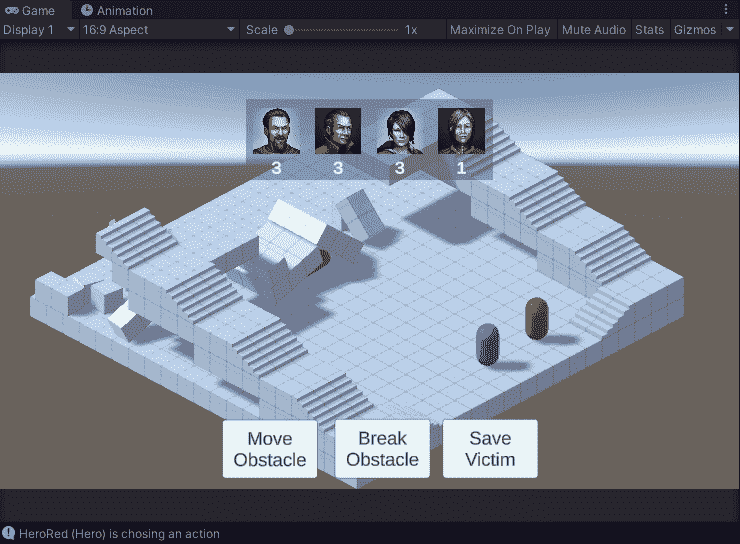 Game
Animation
Display 1
16:9 Aspect
Scale
1x
Maximize On Play
Mute Audio
Stats
Gizmos
3
3
3
1
Move
Obstacle
Break
Obstacle
Save
Victim
HeroRed (Hero) is chosing an action